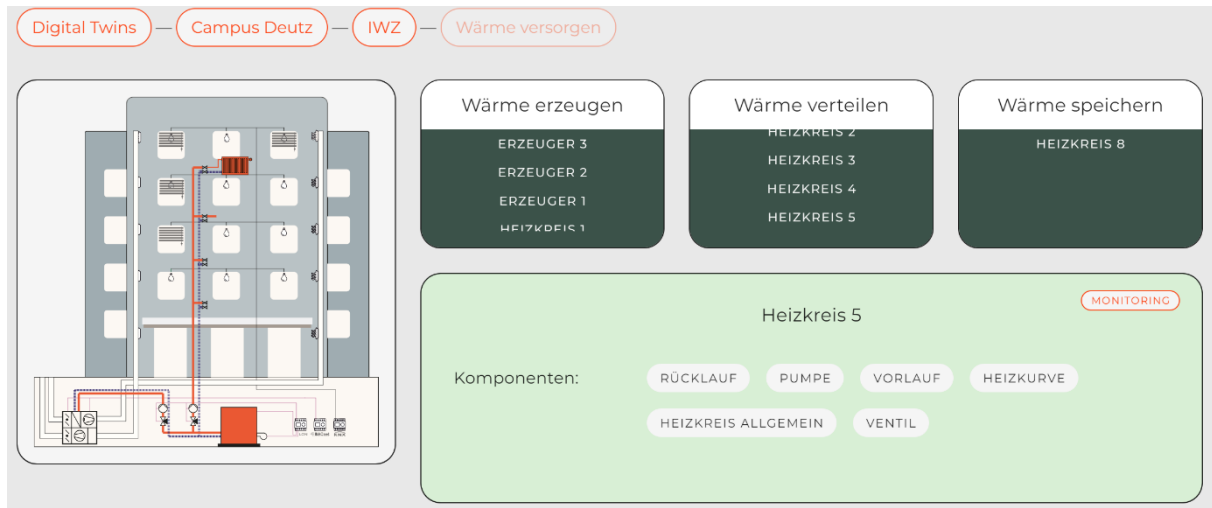 Digital Twins — Campus Deutz — IWZ — Wärme versorgen
Wärme erzeugen
ERZEUGER 3
ERZEUGER 2
ERZEUGER 1
HEIZKREIS 1
Wärme verteilen
HEIZKREIS 2
HEIZKREIS 3
HEIZKREIS 4
HEIZKREIS 5
Wärme speichern
HEIZKREIS 8
MONITORING
Heizkreis 5
Komponenten:
RÜCKLAUF PUMPE VORLAUF HEIZKURVE
HEIZKREIS ALLGEMEIN VENTIL